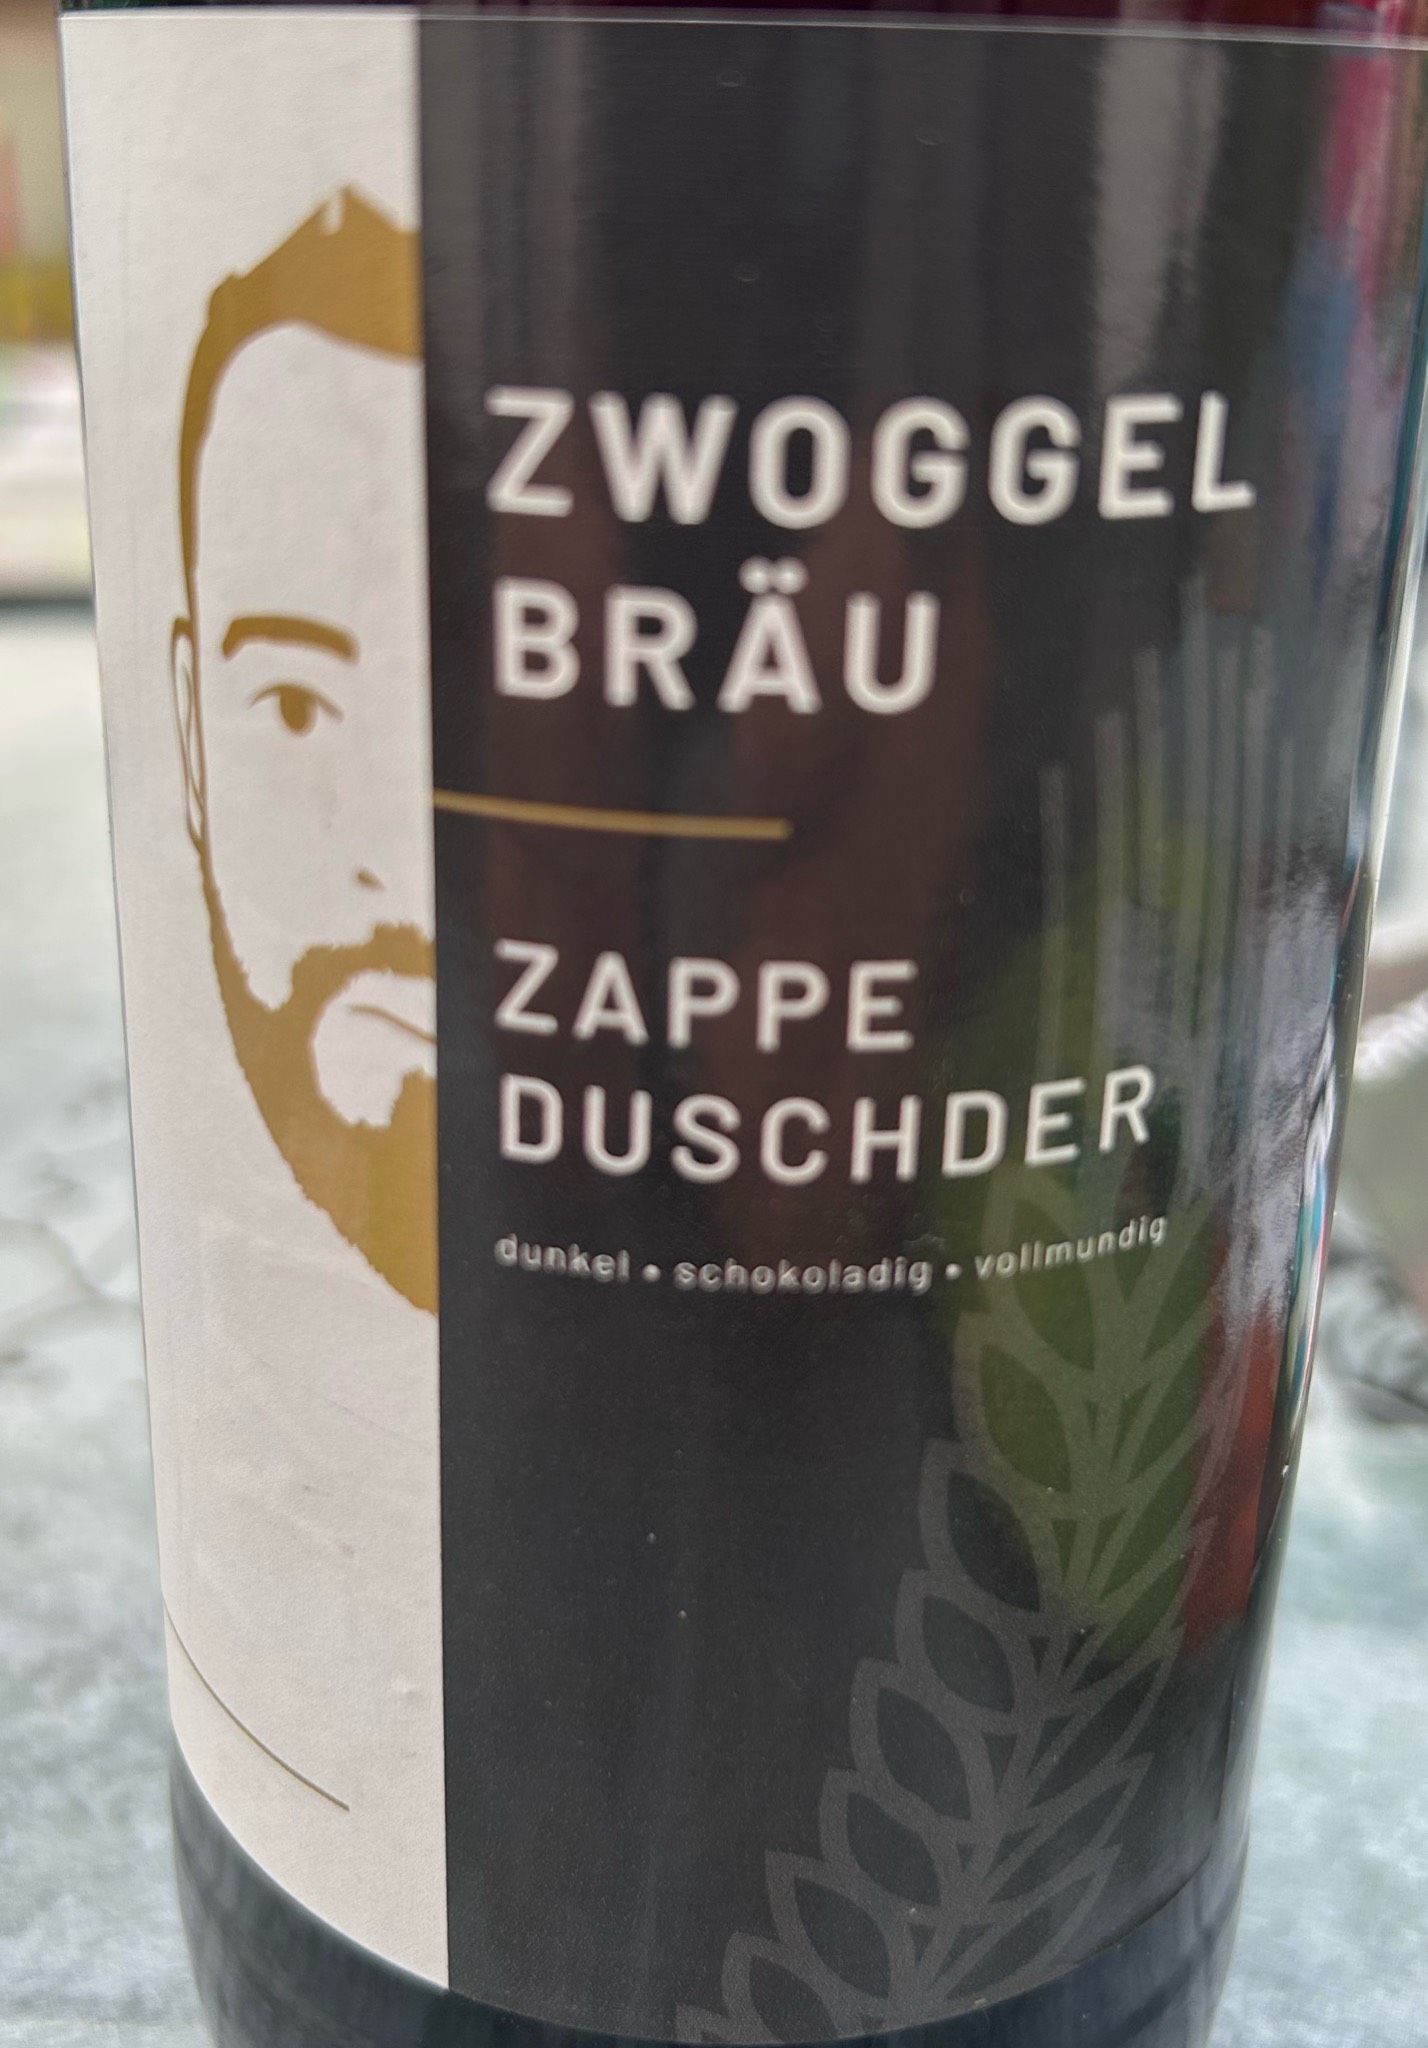 ZWOGGEL
BRÄU
ZAPPE
DUSCHDER
dunkel • schokoladig • vollmundig